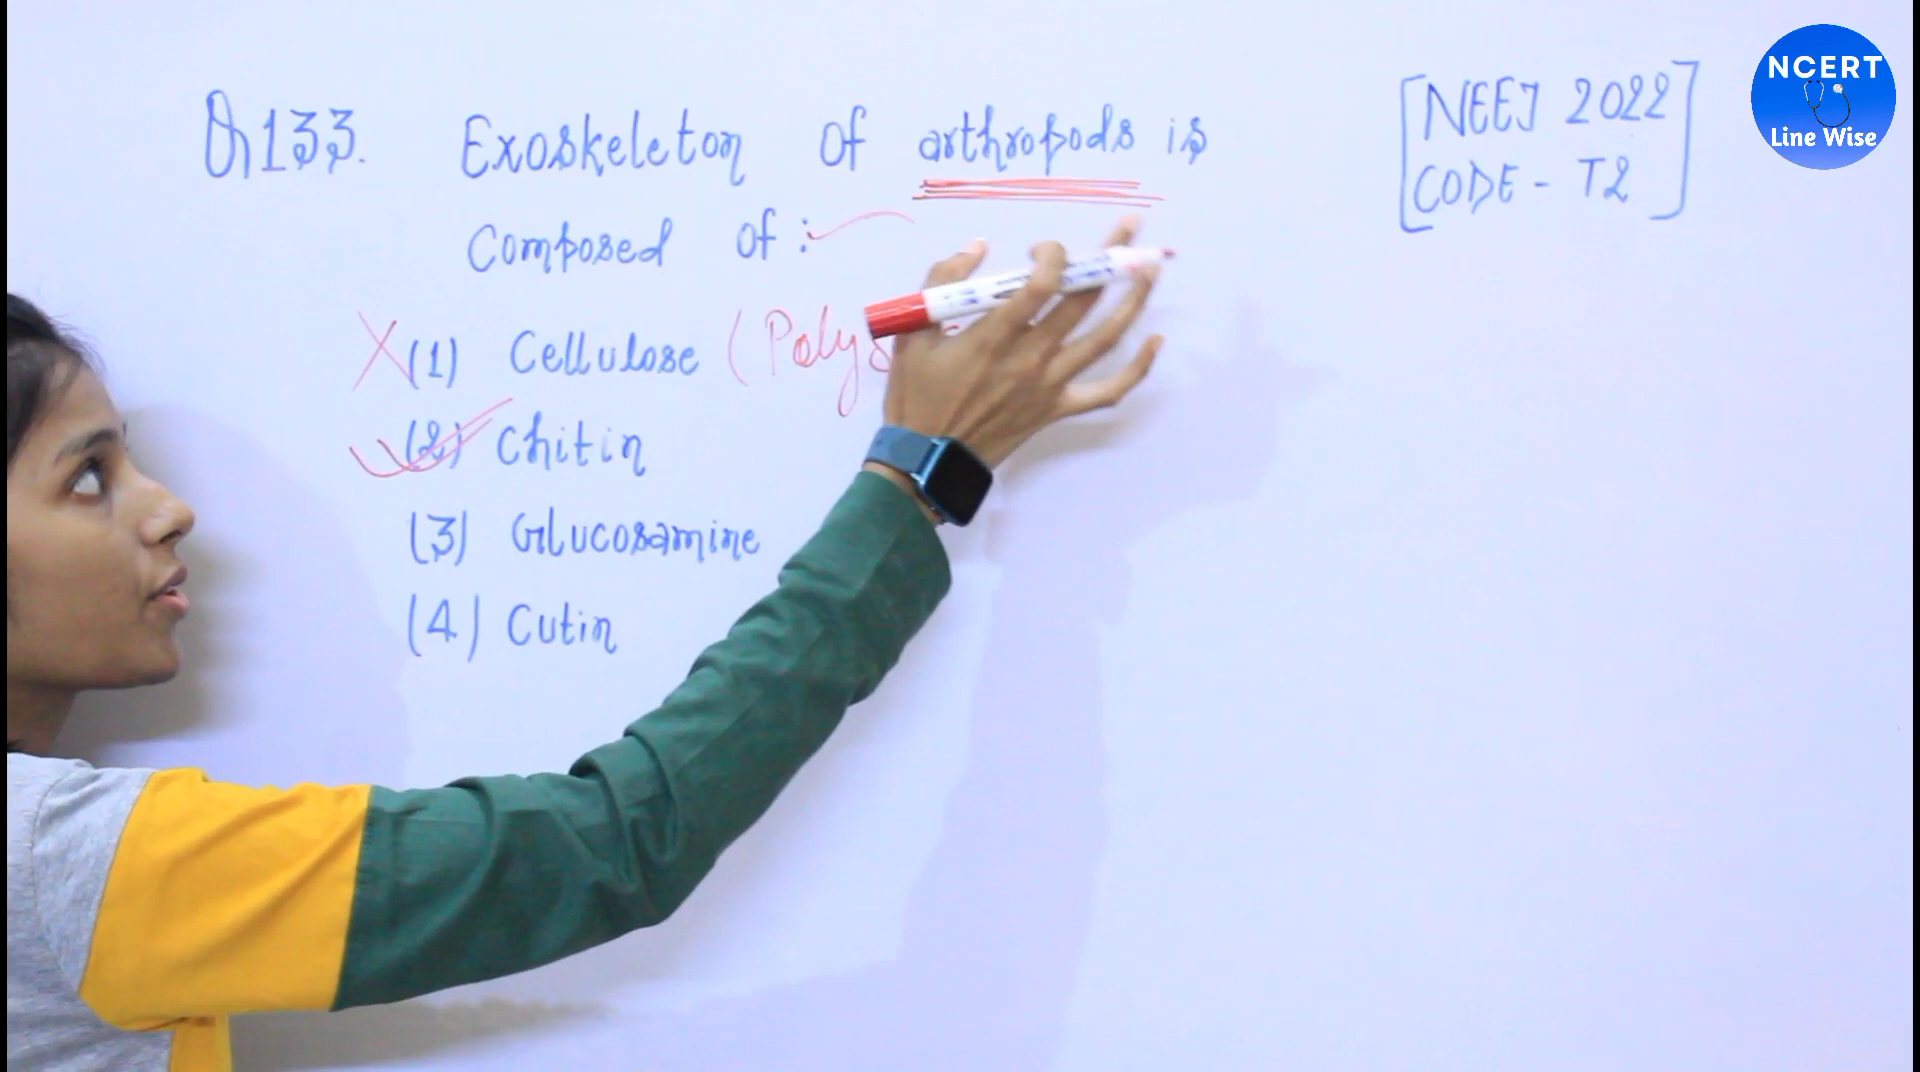 Q133. Exoskeleton of arthropods is
Composed of :
(1) Cellulose (Poly
(2) Chitin
(3) Glucosamine
(4) Cutin
[NEET 2022
CODE - T2]
NCERT
Line Wise